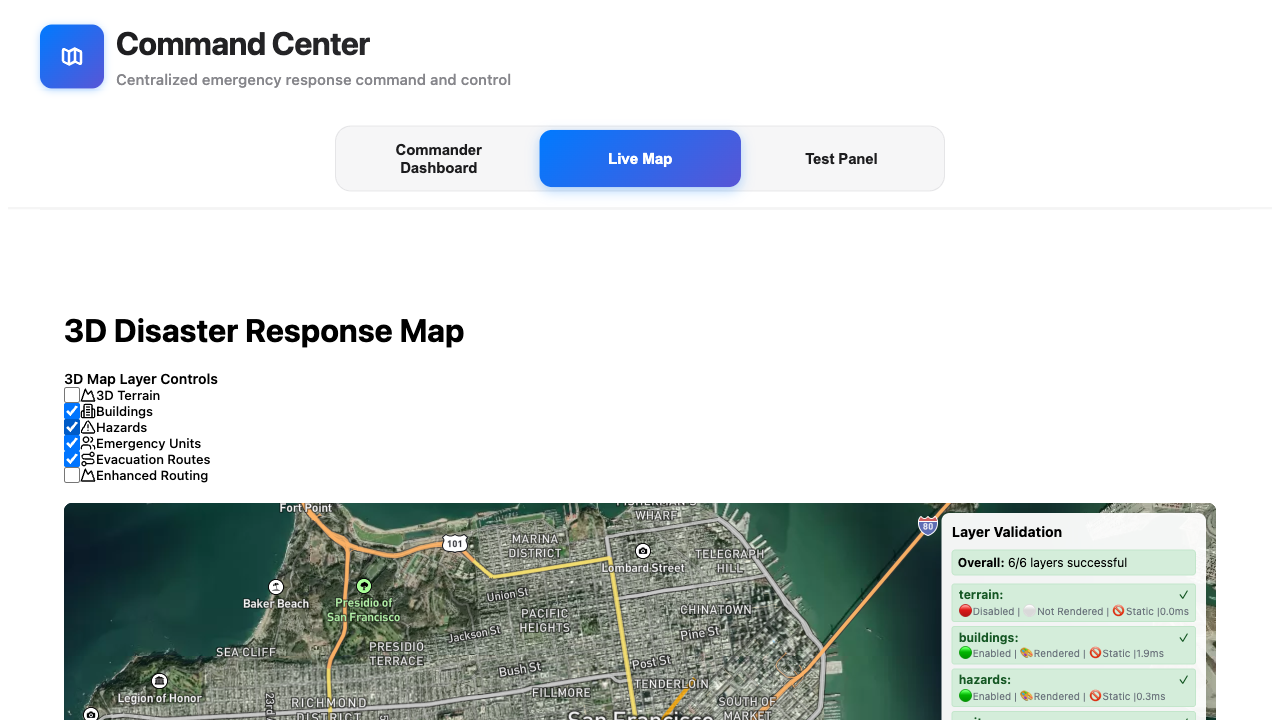 Command Center
Centralized emergency response command and control
Commander
Dashboard
Live Map
Test Panel
3D Disaster Response Map
3D Map Layer Controls
3D Terrain
Buildings
Hazards
Emergency Units
Evacuation Routes
Enhanced Routing
Fort Point
WHARF
80
101
MARINA
DISTRICT
TELEGRAPH
HILL
Lombard Street
Baker Beach
Presidio of
San Francisco
Union St
PACIFIC
HEIGHTS
CHINATOWN
Pine St
Jackson St
PRESIDIO
TERRACE
SEA CLIFF
Post St
Bush St
TENDERLOIN
Legion of Honor
FILLMORE
RICHMOND
DISTRICT
SOUTH OF
MARKET
San Francisco
Layer Validation
Overall: 6/6 layers successful
terrain: ✓
Disabled | Not Rendered | Static |0.0ms
buildings: ✓
Enabled | Rendered | Static |1.9ms
hazards: ✓
Enabled | Rendered | Static |0.3ms